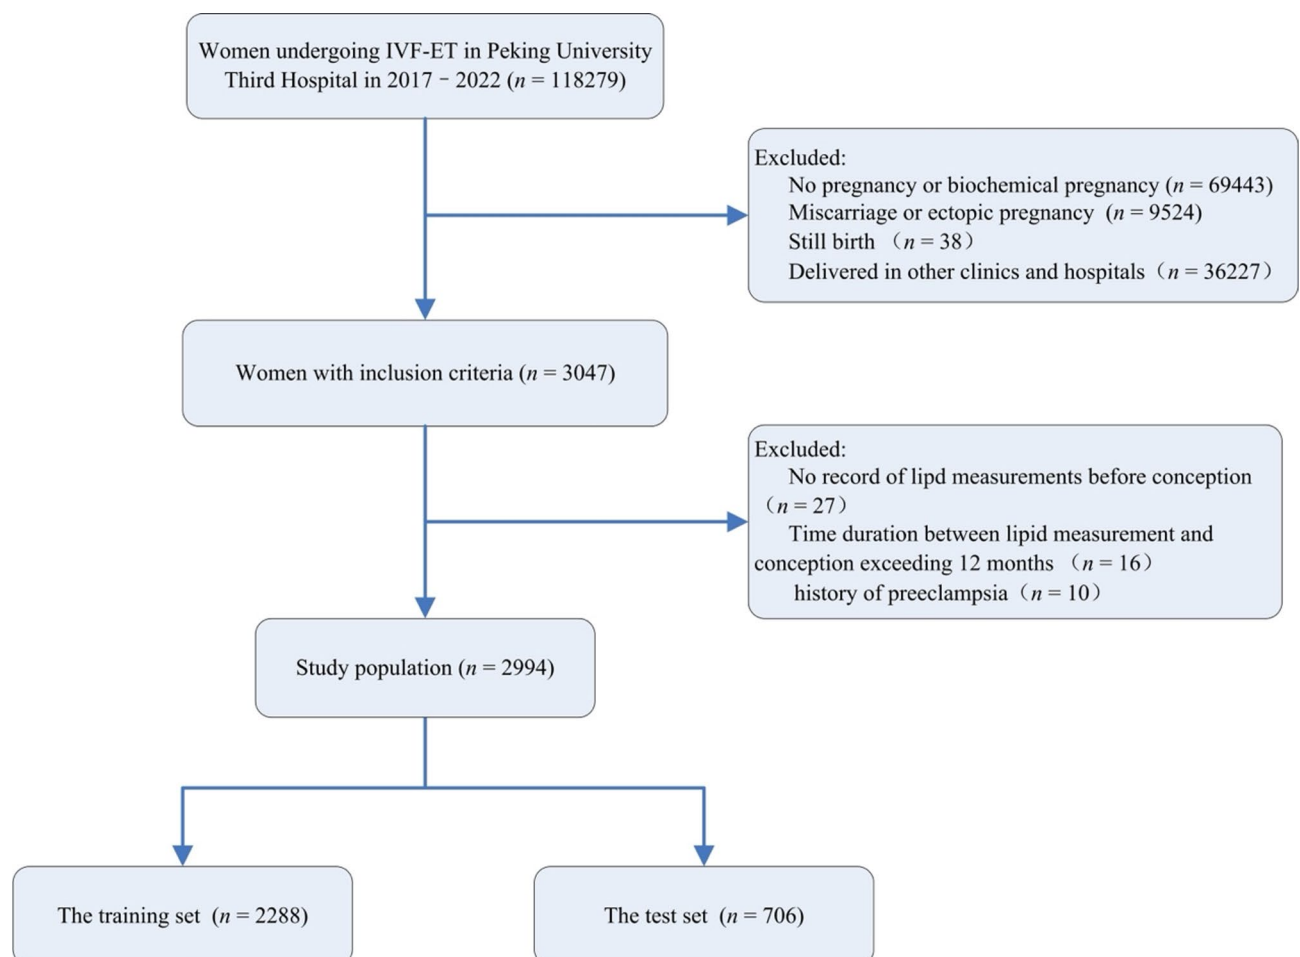 Women undergoing IVF-ET in Peking University
Third Hospital in 2017－2022 (n = 118279)
Excluded:
No pregnancy or biochemical pregnancy (n = 69443)
Miscarriage or ectopic pregnancy (n = 9524)
Still birth （n = 38）
Delivered in other clinics and hospitals（n = 36227）
Women with inclusion criteria (n = 3047)
Excluded:
No record of lipd measurements before conception
（n = 27）
Time duration between lipid measurement and
conception exceeding 12 months （n = 16）
history of preeclampsia（n = 10）
Study population (n = 2994)
The training set (n = 2288)
The test set (n = 706)